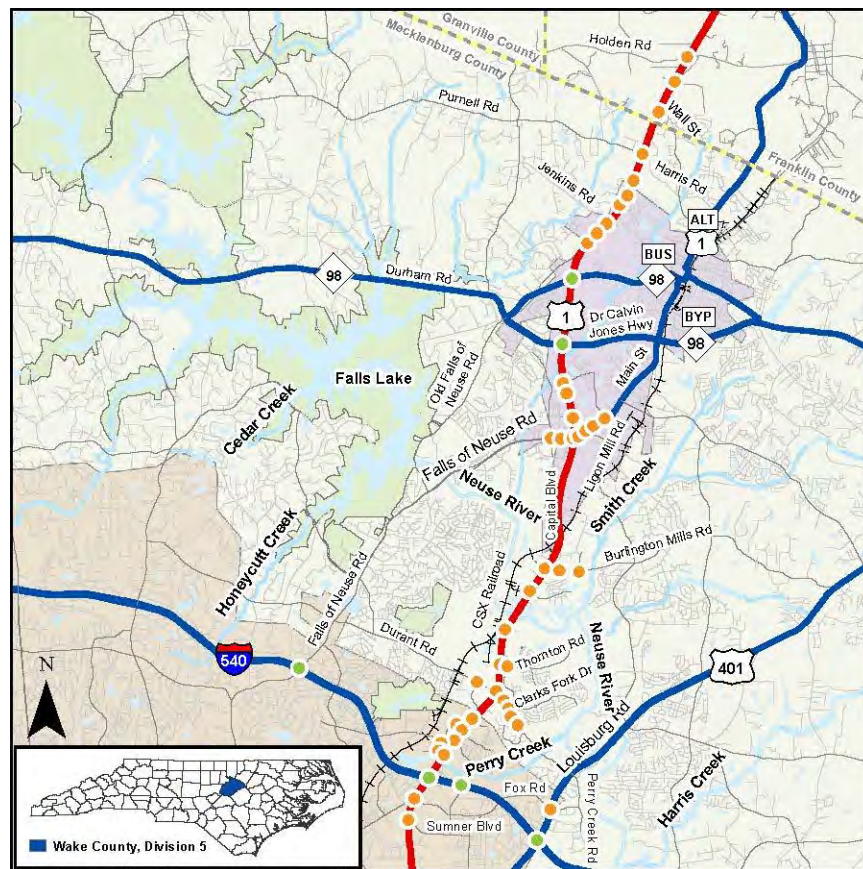 Granville County
Mecklenburg County
Holden Rd
Purnell Rd
Wall St
Franklin County
Harris Rd
Jenkins Rd
ALT
1
BUS
98
98
Durham Rd
1
Dr Calvin
Jones Hwy
BYP
98
Old Falls of
Neuse Rd
Main St
Falls Lake
Cedar Creek
Falls of Neuse Rd
Ligon Mill Rd
Neuse River
Capital Blvd
Smith Creek
Honeycutt Creek
Burlington Mills Rd
Falls of Neuse Rd
CSX Railroad
Durant Rd
Thornton Rd
Neuse River
540
401
Clarks Fork Dr
N
Louisburg Rd
Perry Creek
Fox Rd
Harris Creek
Perry Creek Rd
Sumner Blvd
Wake County, Division 5